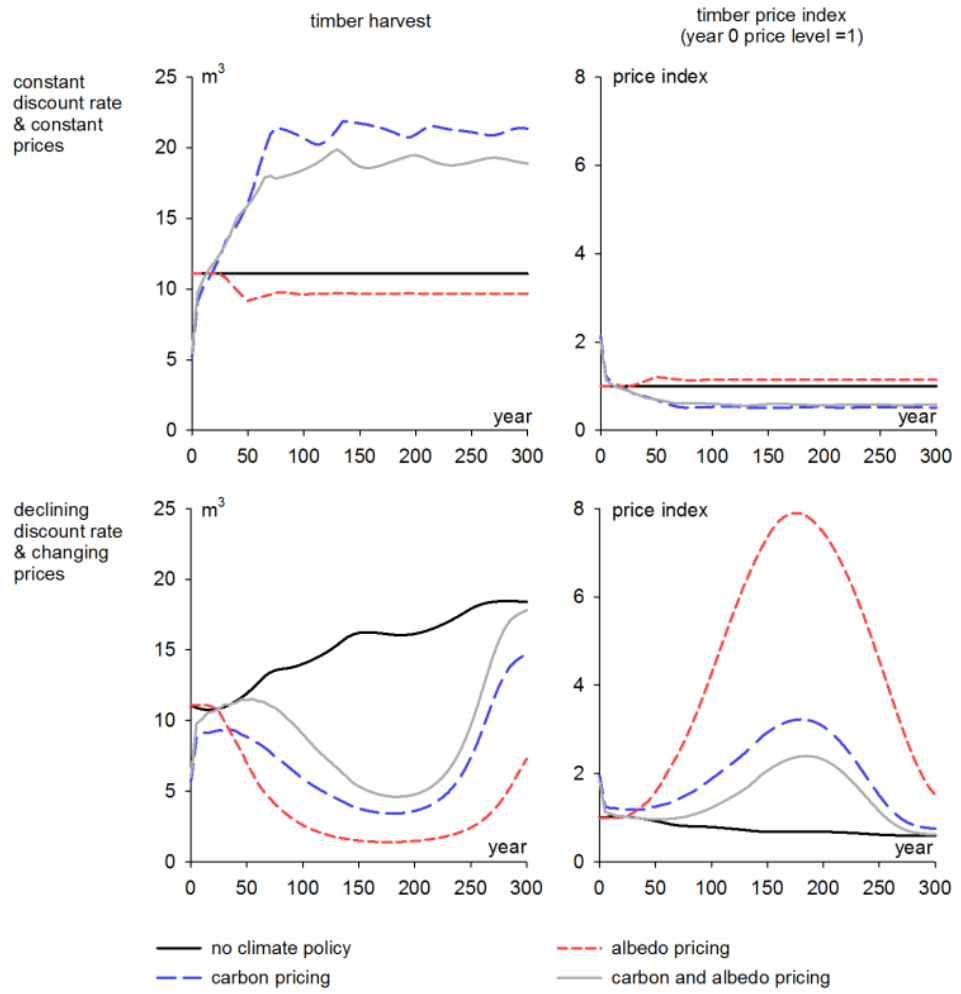 timber harvest
timber price index
(year 0 price level =1)
constant
discount rate
& constant
prices
m³
25
20
15
10
5
0
year
0 50 100 150 200 250 300
price index
8
6
4
2
0
year
0 50 100 150 200 250 300
declining
discount rate
& changing
prices
m³
25
20
15
10
5
0
year
0 50 100 150 200 250 300
price index
8
6
4
2
0
year
0 50 100 150 200 250 300
no climate policy
albedo pricing
carbon pricing
carbon and albedo pricing